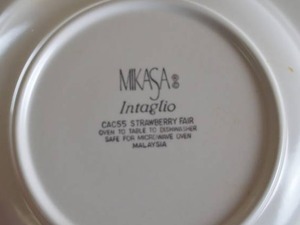 MIKASA®
Intaglio
CAC55 STRAWBERRY FAIR
OVEN TO TABLE TO DISHWASHER
SAFE FOR MICROWAVE OVEN
MALAYSIA